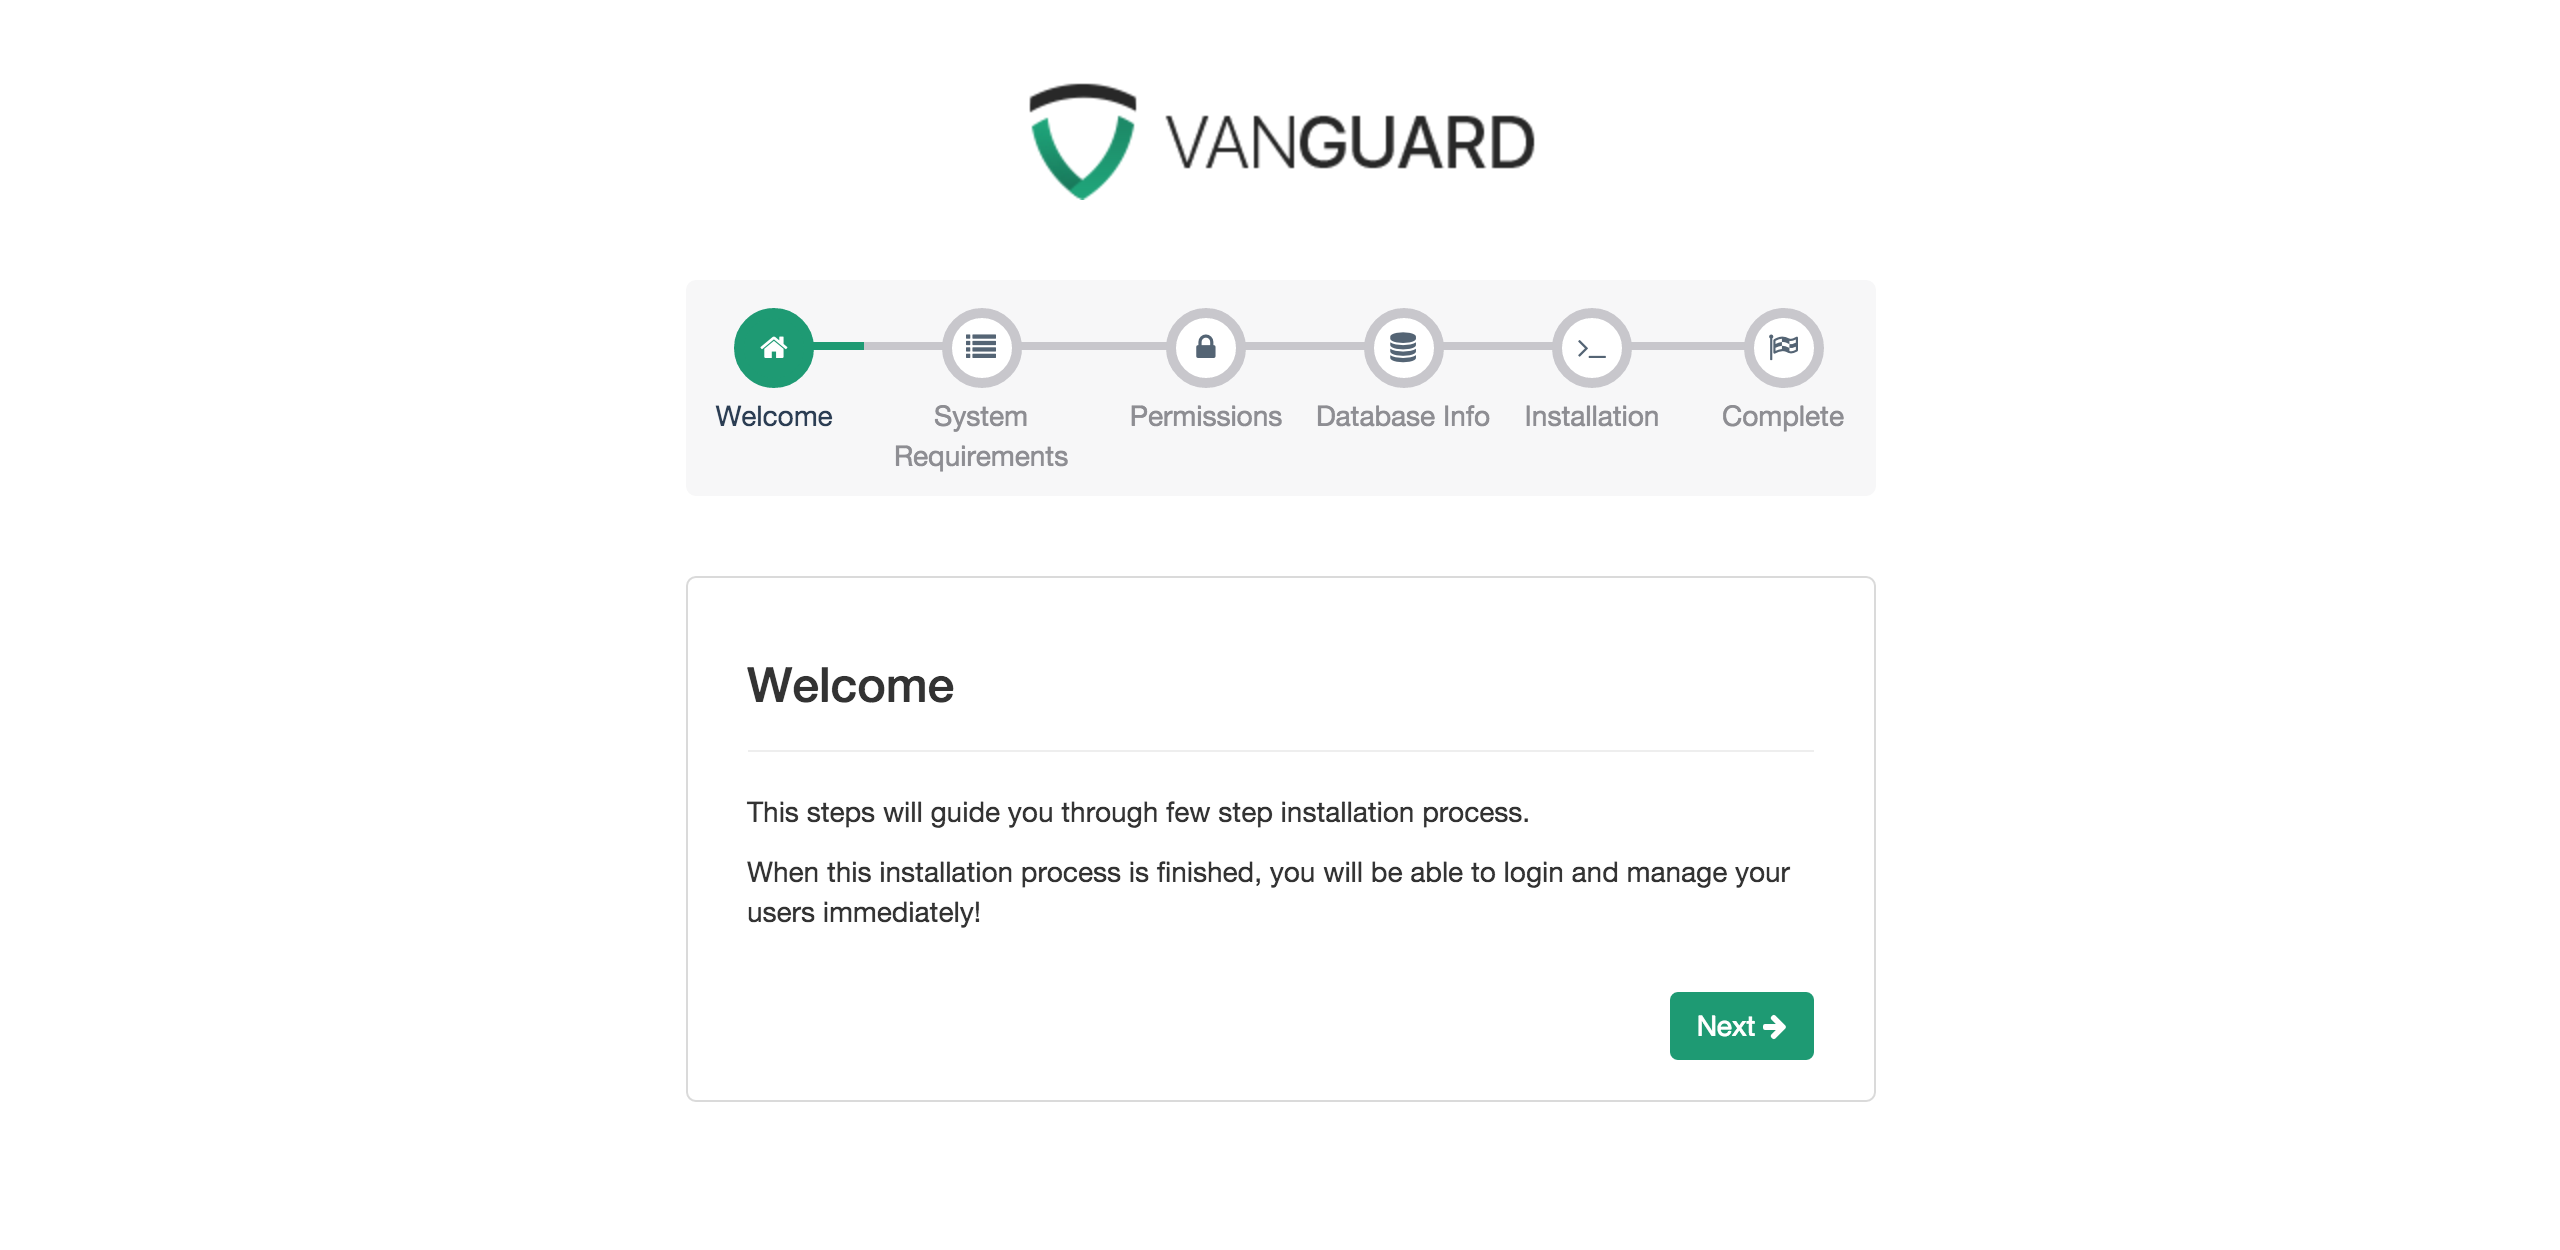 VANGUARD
Welcome
System
Requirements
Permissions
Database Info
Installation
Complete
Welcome
This steps will guide you through few step installation process.
When this installation process is finished, you will be able to login and manage your
users immediately!
Next